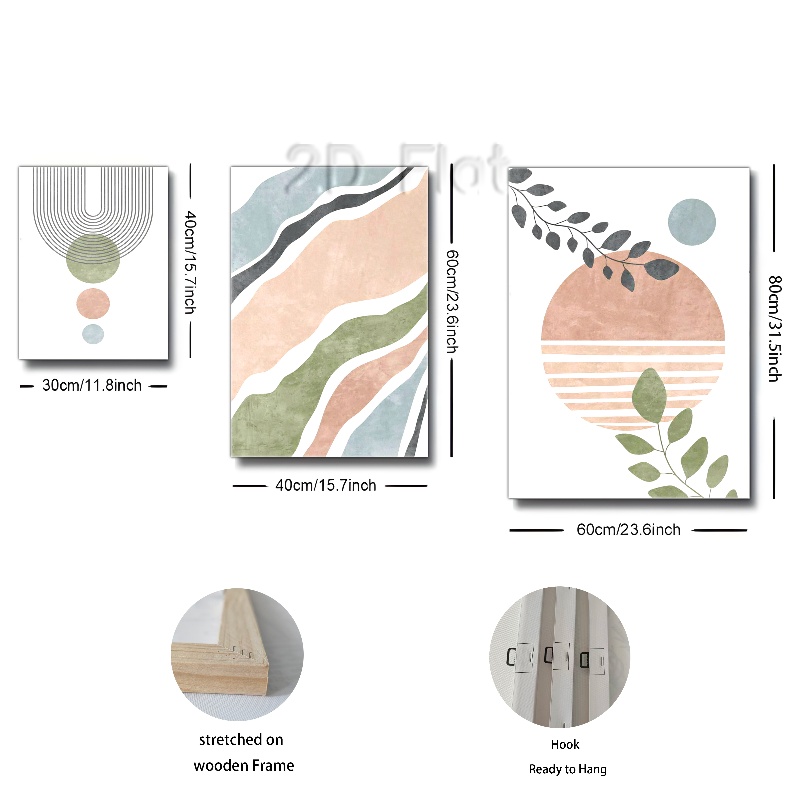 2D Flat
40cm/15.7inch
30cm/11.8inch
60cm/23.6inch
40cm/15.7inch
80cm/31.5inch
60cm/23.6inch
stretched on
wooden Frame
Hook
Ready to Hang